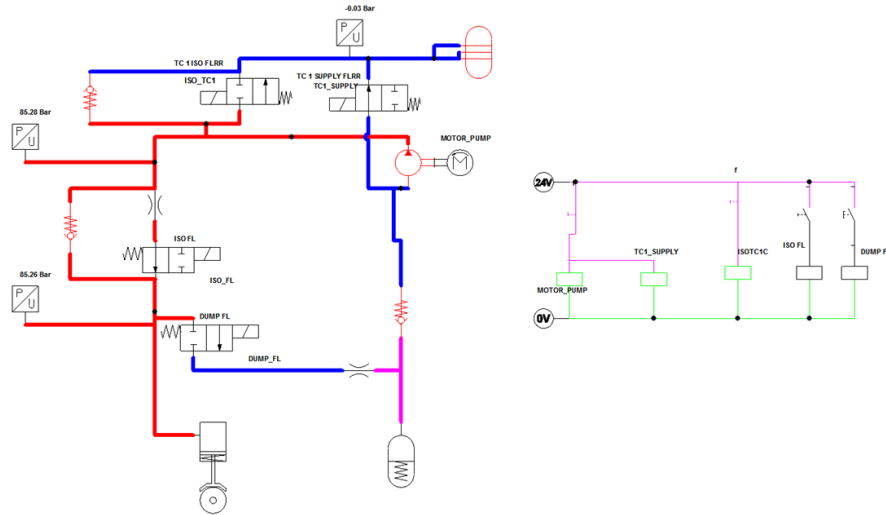 -0.03 Bar
P
U
TC 1 ISO FLRR
ISO_TC1
TC 1 SUPPLY FLRR
TC1_SUPPLY
85.28 Bar
P
U
MOTOR_PUMP
M
ISO FL
ISO_FL
85.26 Bar
P
U
DUMP FL
DUMP_FL
f
24V
ISO FL
TC1_SUPPLY
ISOTC1C
DUMP F
MOTOR_PUMP
0V